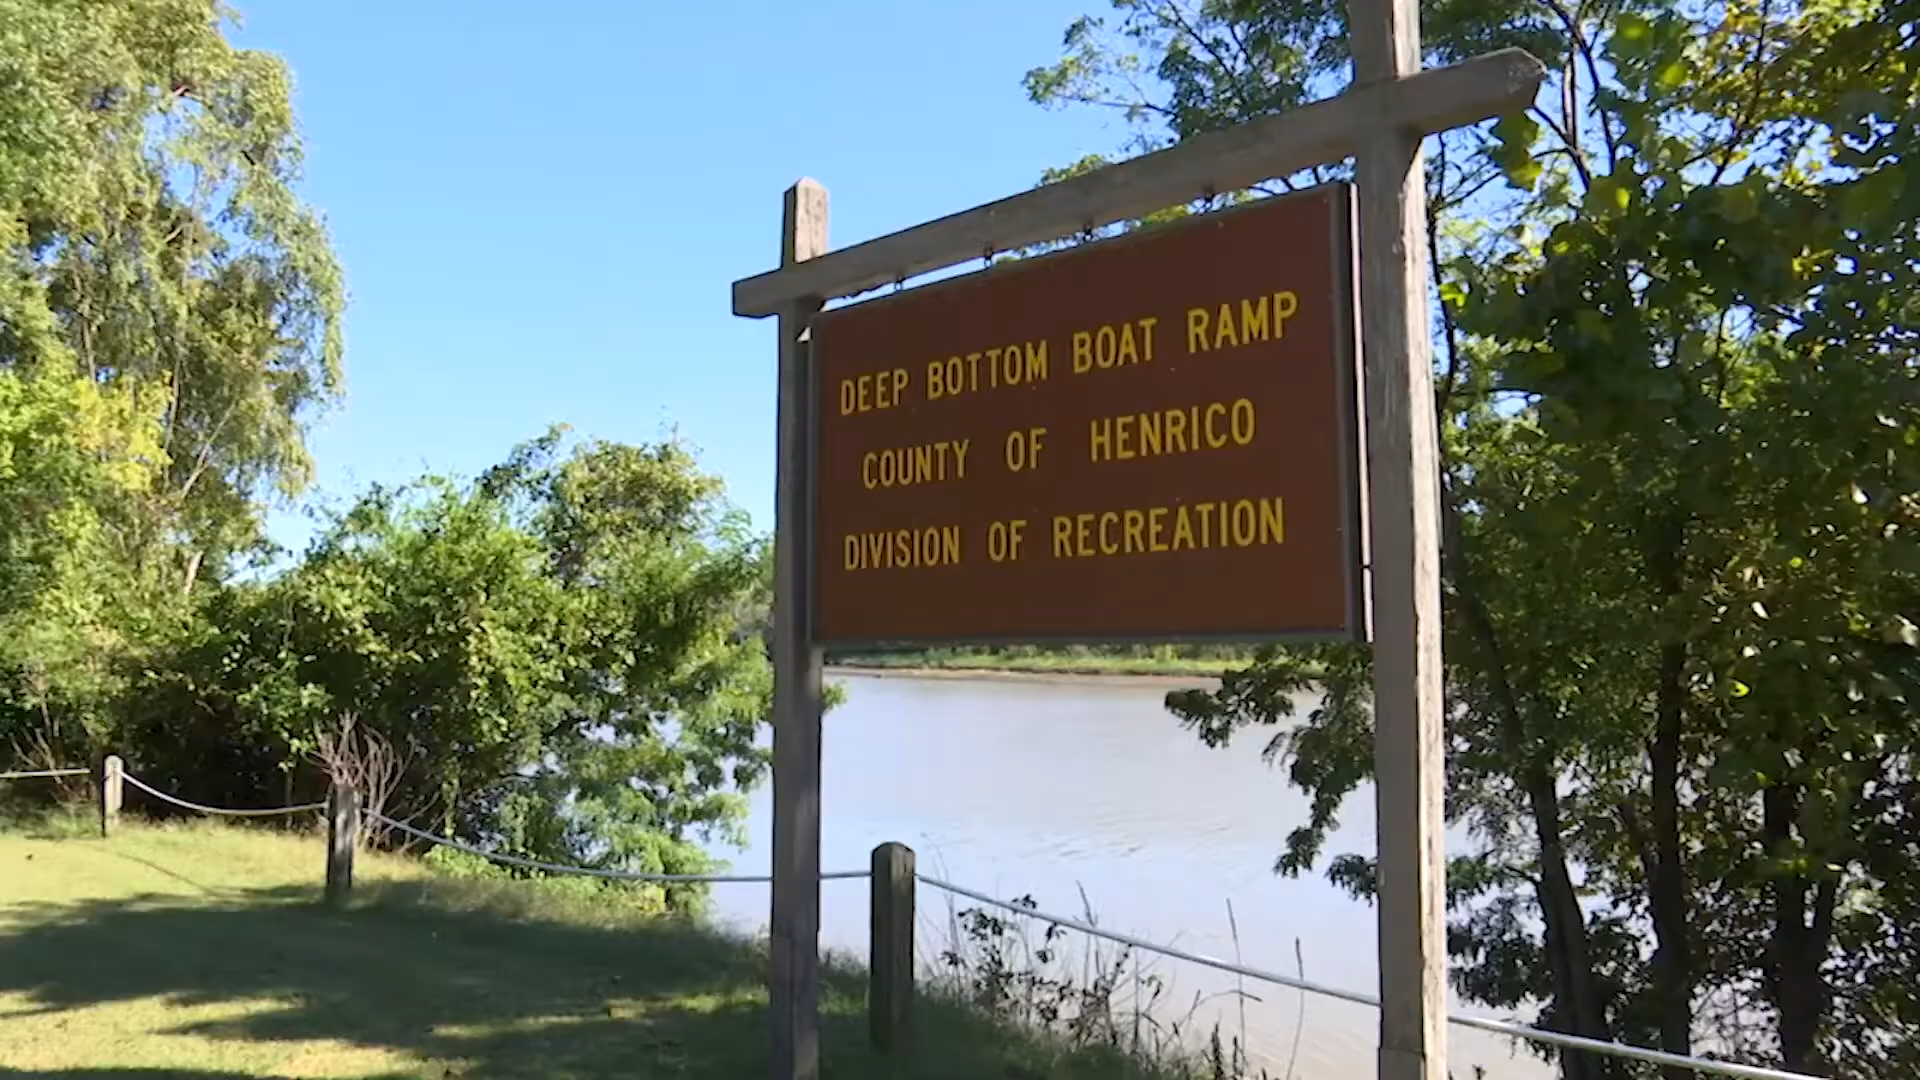 DEEP BOTTOM BOAT RAMP
COUNTY OF HENRICO
DIVISION OF RECREATION